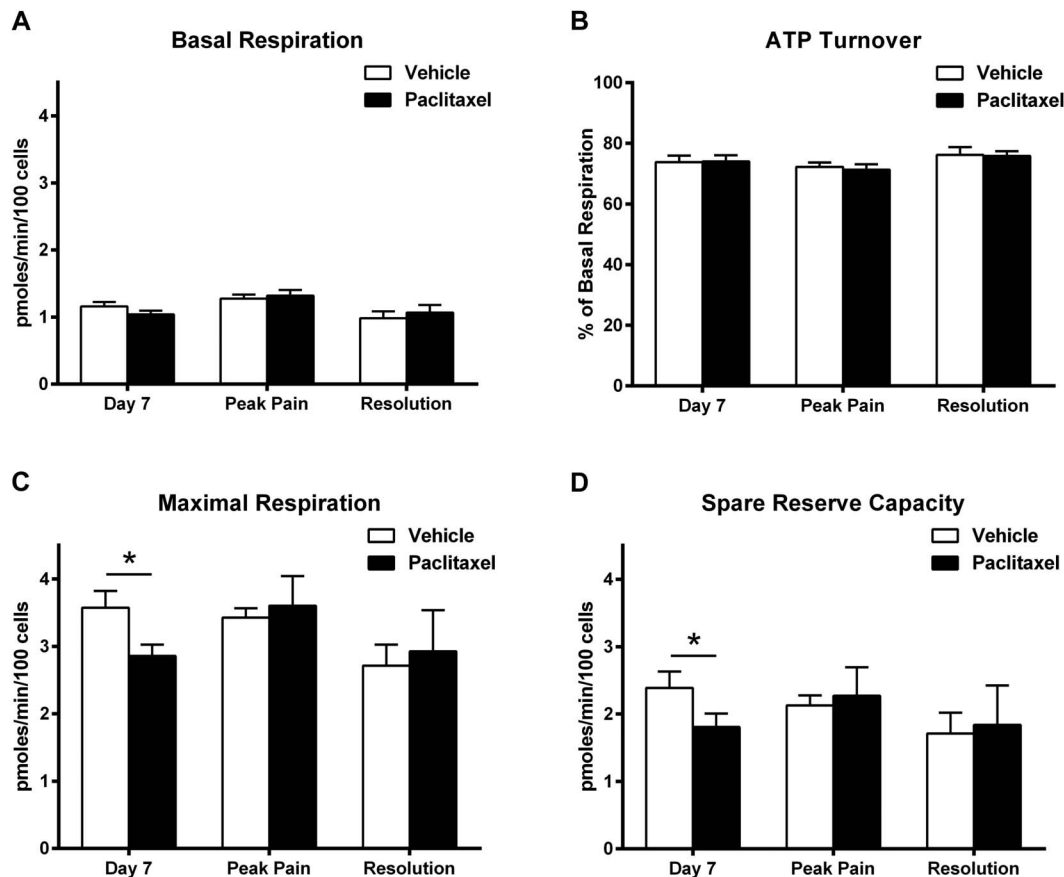 A
Basal Respiration
Vehicle
Paclitaxel
pmoles/min/100 cells
4
3
2
1
0
Day 7 Peak Pain Resolution
B
ATP Turnover
Vehicle
Paclitaxel
% of Basal Respiration
100
80
60
40
20
0
Day 7 Peak Pain Resolution
C
Maximal Respiration
Vehicle
Paclitaxel
pmoles/min/100 cells
*
4
3
2
1
0
Day 7 Peak Pain Resolution
D
Spare Reserve Capacity
Vehicle
Paclitaxel
pmoles/min/100 cells
4
*
3
2
1
0
Day 7 Peak Pain Resolution